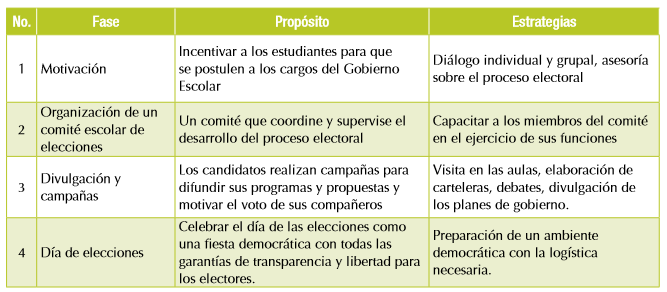 No. Fase Propósito Estrategias
Incentivar a los estudiantes para que
1 Motivación se postulen a los cargos del Gobierno Diálogo individual y grupal, asesoría
Escolar sobre el proceso electoral
Organización de un
2 comité escolar de Un comité que coordine y supervise el Capacitar a los miembros del comité
elecciones desarrollo del proceso electoral en el ejercicio de sus funciones
Los candidatos realizan campañas para Visita en las aulas, elaboración de
3 Divulgación y difundir sus programas y propuestas y carteleras, debates, divulgación de
campañas motivar el voto de sus compañeros los planes de gobierno.
Celebrar el día de las elecciones como
4 Día de elecciones una fiesta democrática con todas las Preparación de un ambiente
garantías de transparencia y libertad para democrática con la logística
los electores. necesaria.